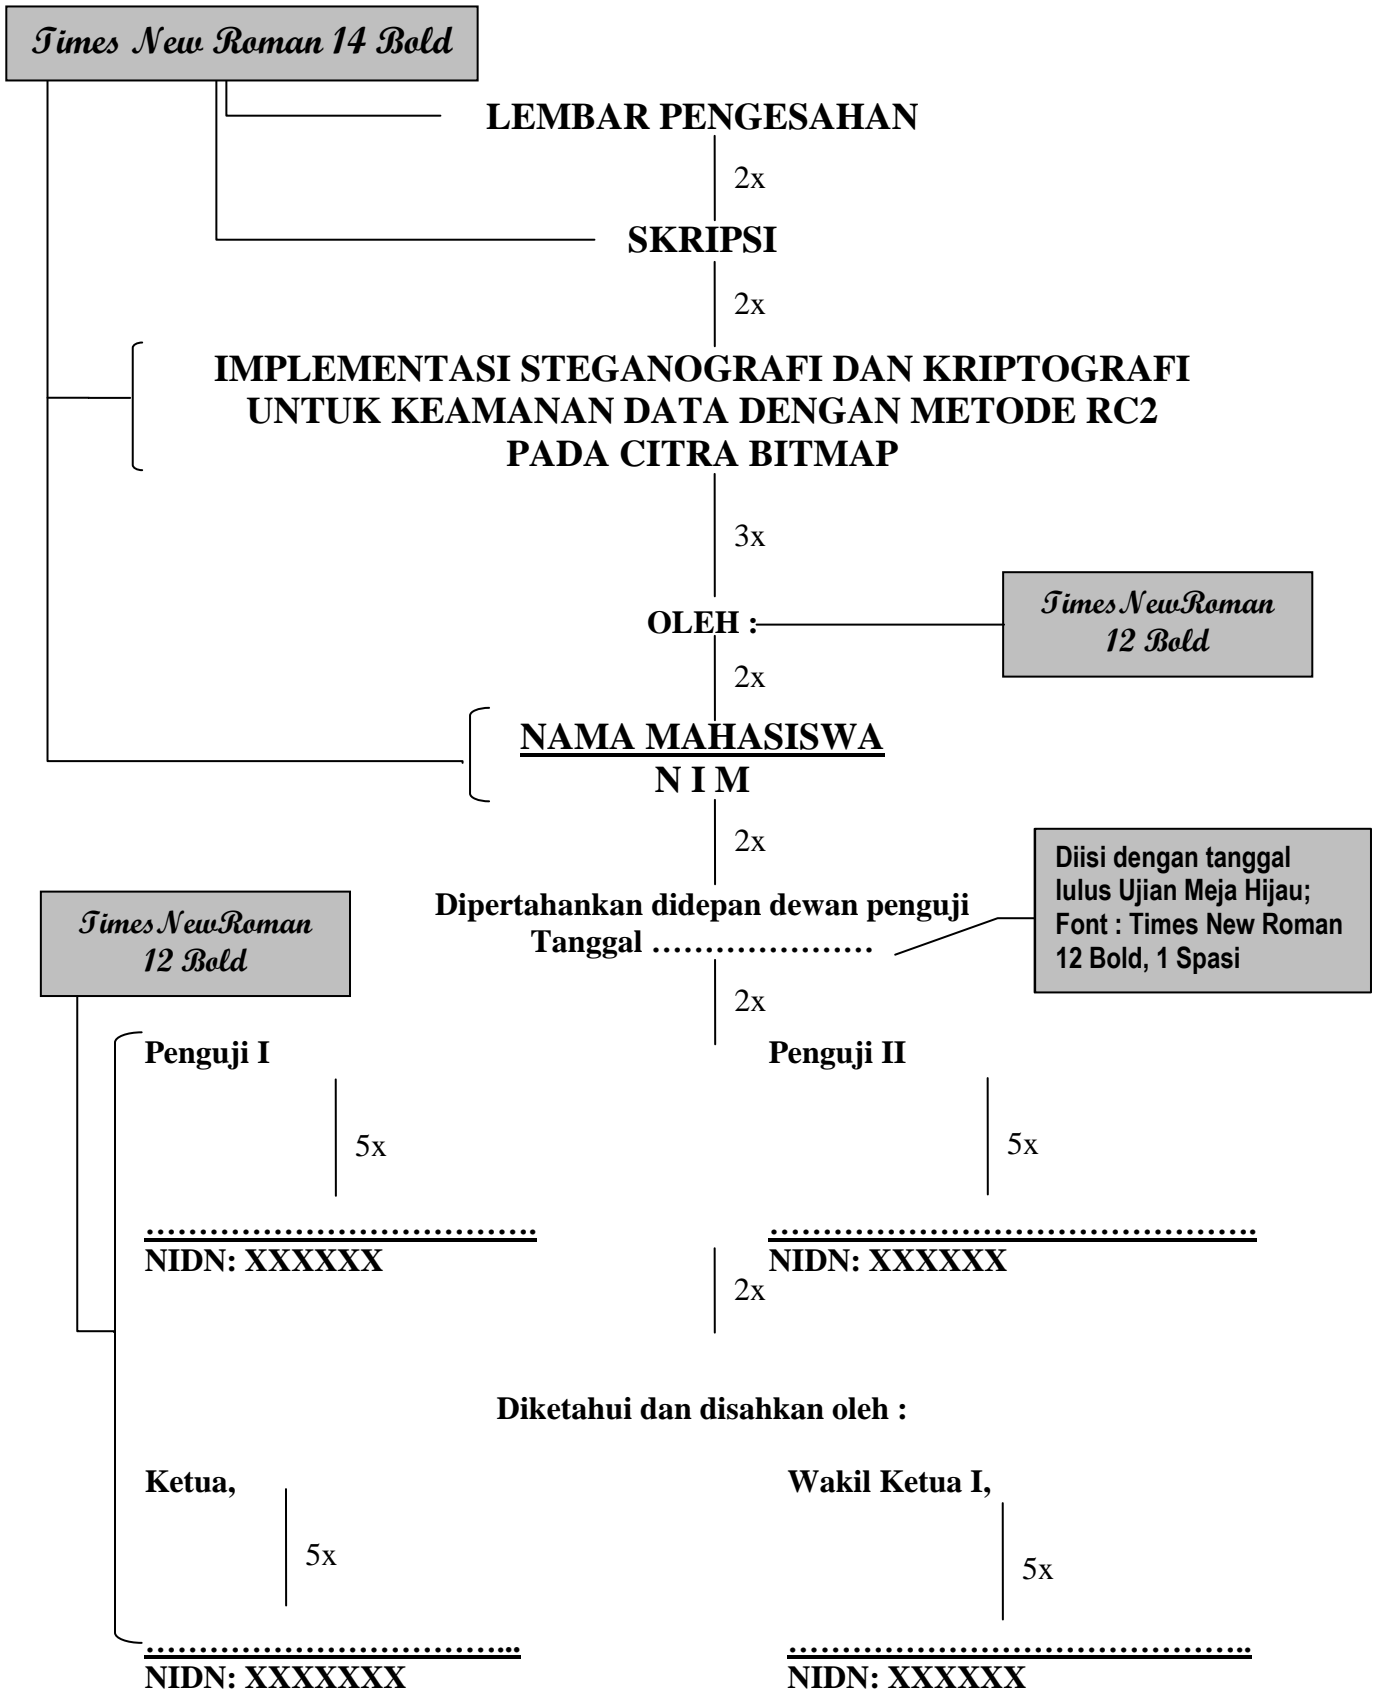 Times New Roman 14 Bold
LEMBAR PENGESAHAN
2x
SKRIPSI
2x
IMPLEMENTASI STEGANOGRAFI DAN KRIPTOGRAFI
UNTUK KEAMANAN DATA DENGAN METODE RC2
PADA CITRA BITMAP
3x
OLEH :
Times New Roman
12 Bold
2x
NAMA MAHASISWA
N I M
2x
Diisi dengan tanggal
lulus Ujian Meja Hijau;
Font : Times New Roman
12 Bold, 1 Spasi
Times New Roman
12 Bold
Dipertahankan didepan dewan penguji
Tanggal …………………
2x
Penguji I
Penguji II
5x
5x
……………………………….
……………………………………….
NIDN: XXXXXX
NIDN: XXXXXX
2x
Diketahui dan disahkan oleh :
Ketua,
Wakil Ketua I,
5x
5x
……………………………...
……………………………………..
NIDN: XXXXXXX
NIDN: XXXXXX